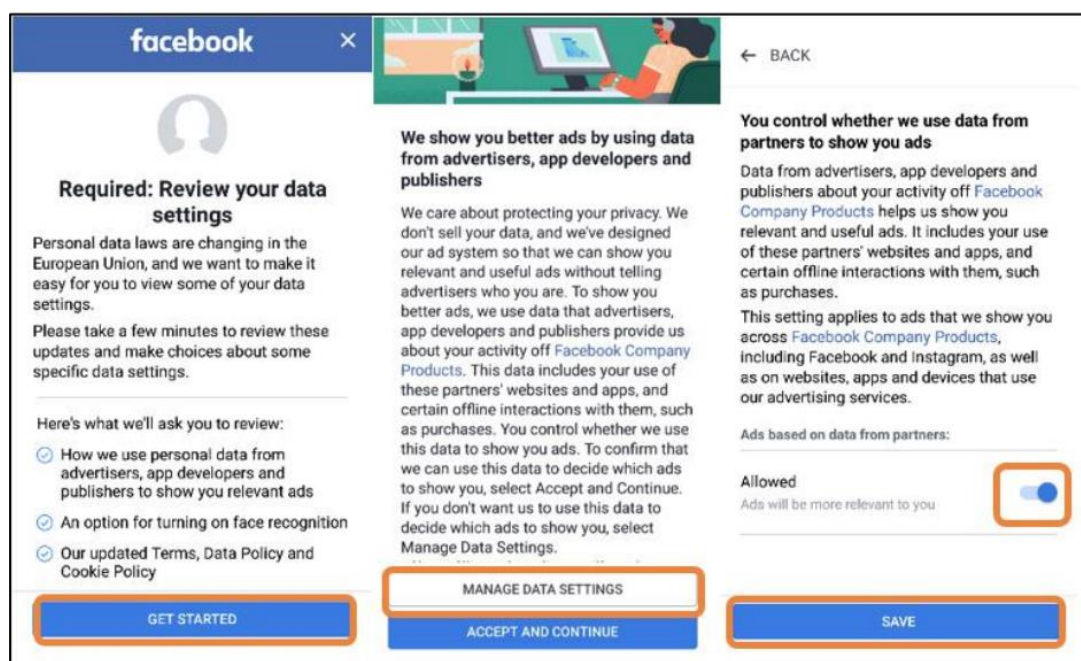 facebook ×
Required: Review your data
settings
Personal data laws are changing in the
European Union, and we want to make it
easy for you to view some of your data
settings.
Please take a few minutes to review these
updates and make choices about some
specific data settings.
Here's what we'll ask you to review:
How we use personal data from
advertisers, app developers and
publishers to show you relevant ads
An option for turning on face recognition
Our updated Terms, Data Policy and
Cookie Policy
GET STARTED
We show you better ads by using data
from advertisers, app developers and
publishers
We care about protecting your privacy. We
don't sell your data, and we've designed
our ad system so that we can show you
relevant and useful ads without telling
advertisers who you are. To show you
better ads, we use data that advertisers,
app developers and publishers provide us
about your activity off Facebook Company
Products. This data includes your use of
these partners' websites and apps, and
certain offline interactions with them, such
as purchases. You control whether we use
this data to show you ads. To confirm that
we can use this data to decide which ads
to show you, select Accept and Continue.
If you don't want us to use this data to
decide which ads to show you, select
Manage Data Settings.
MANAGE DATA SETTINGS
ACCEPT AND CONTINUE
← BACK
You control whether we use data from
partners to show you ads
Data from advertisers, app developers and
publishers about your activity off Facebook
Company Products helps us show you
relevant and useful ads. It includes your use
of these partners' websites and apps, and
certain offline interactions with them, such
as purchases.
This setting applies to ads that we show you
across Facebook Company Products,
including Facebook and Instagram, as well
as on websites, apps and devices that use
our advertising services.
Ads based on data from partners:
Allowed
Ads will be more relevant to you
SAVE